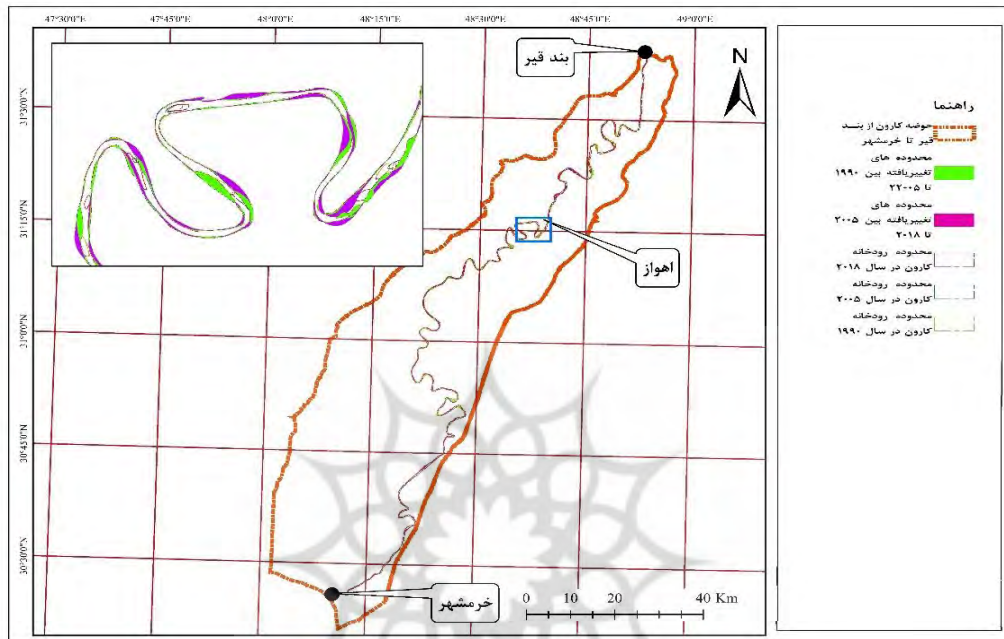 47°30'0"E 47°45'0"E 48°0'0"E 48°15'0"E 48°30'0"E 48°45'0"E 49°0'0"E
31°30'0"N
31°15'0"N
31°0'0"N
30°45'0"N
30°30'0"N
بند قیر
N
اهواز
خرمشهر
0 5 10 20 30 40 Km
راهنما
حوضه کارون از بند
قیر تا خرمشهر
محدوده های
تغییریافته بین ۱۹۹۰
تا ۲۲۰۰۵
محدوده های
تغییریافته بین ۲۰۰۵
تا ۲۰۱۸
محدوده رودخانه
کارون در سال ۲۰۱۸
محدوده رودخانه
کارون در سال ۲۰۰۵
محدوده رودخانه
کارون در سال ۱۹۹۰